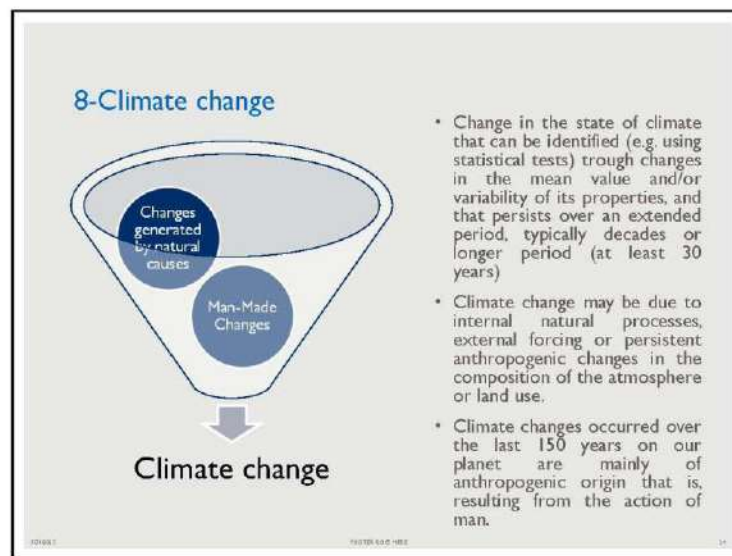 8-Climate change
Changes
generated
by natural
causes
Man-Made
Changes
Climate change
• Change in the state of climate
that can be identified (e.g. using
statistical tests) trough changes
in the mean value and/or
variability of its properties, and
that persists over an extended
period, typically decades or
longer period (at least 30
years)
• Climate change may be due to
internal natural processes,
external forcing or persistent
anthropogenic changes in the
composition of the atmosphere
or land use.
• Climate changes occurred over
the last 150 years on our
planet are mainly of
anthropogenic origin that is,
resulting from the action of
man.